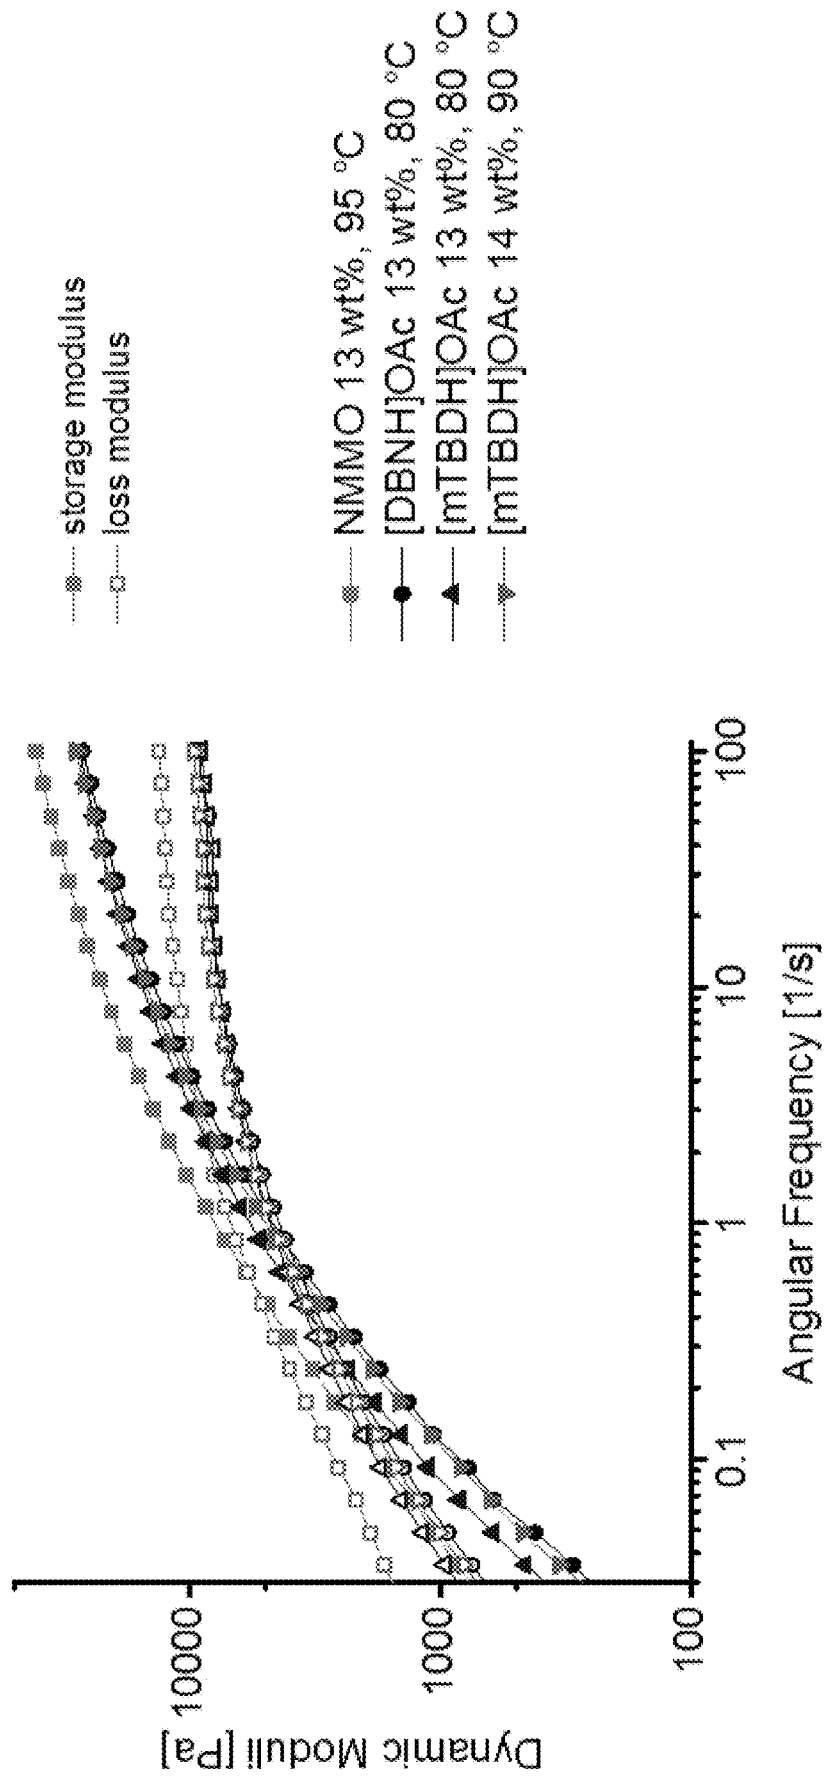 storage modulus
loss modulus
NMMO 13 wt%, 95 °C
[DBNH]OAc 13 wt%, 80 °C
[mTBDH]OAc 13 wt%, 80 °C
[mTBDH]OAc 14 wt%, 90 °C
Dynamic Moduli [Pa]
10000
1000
100
0.1
1
10
100
Angular Frequency [1/s]